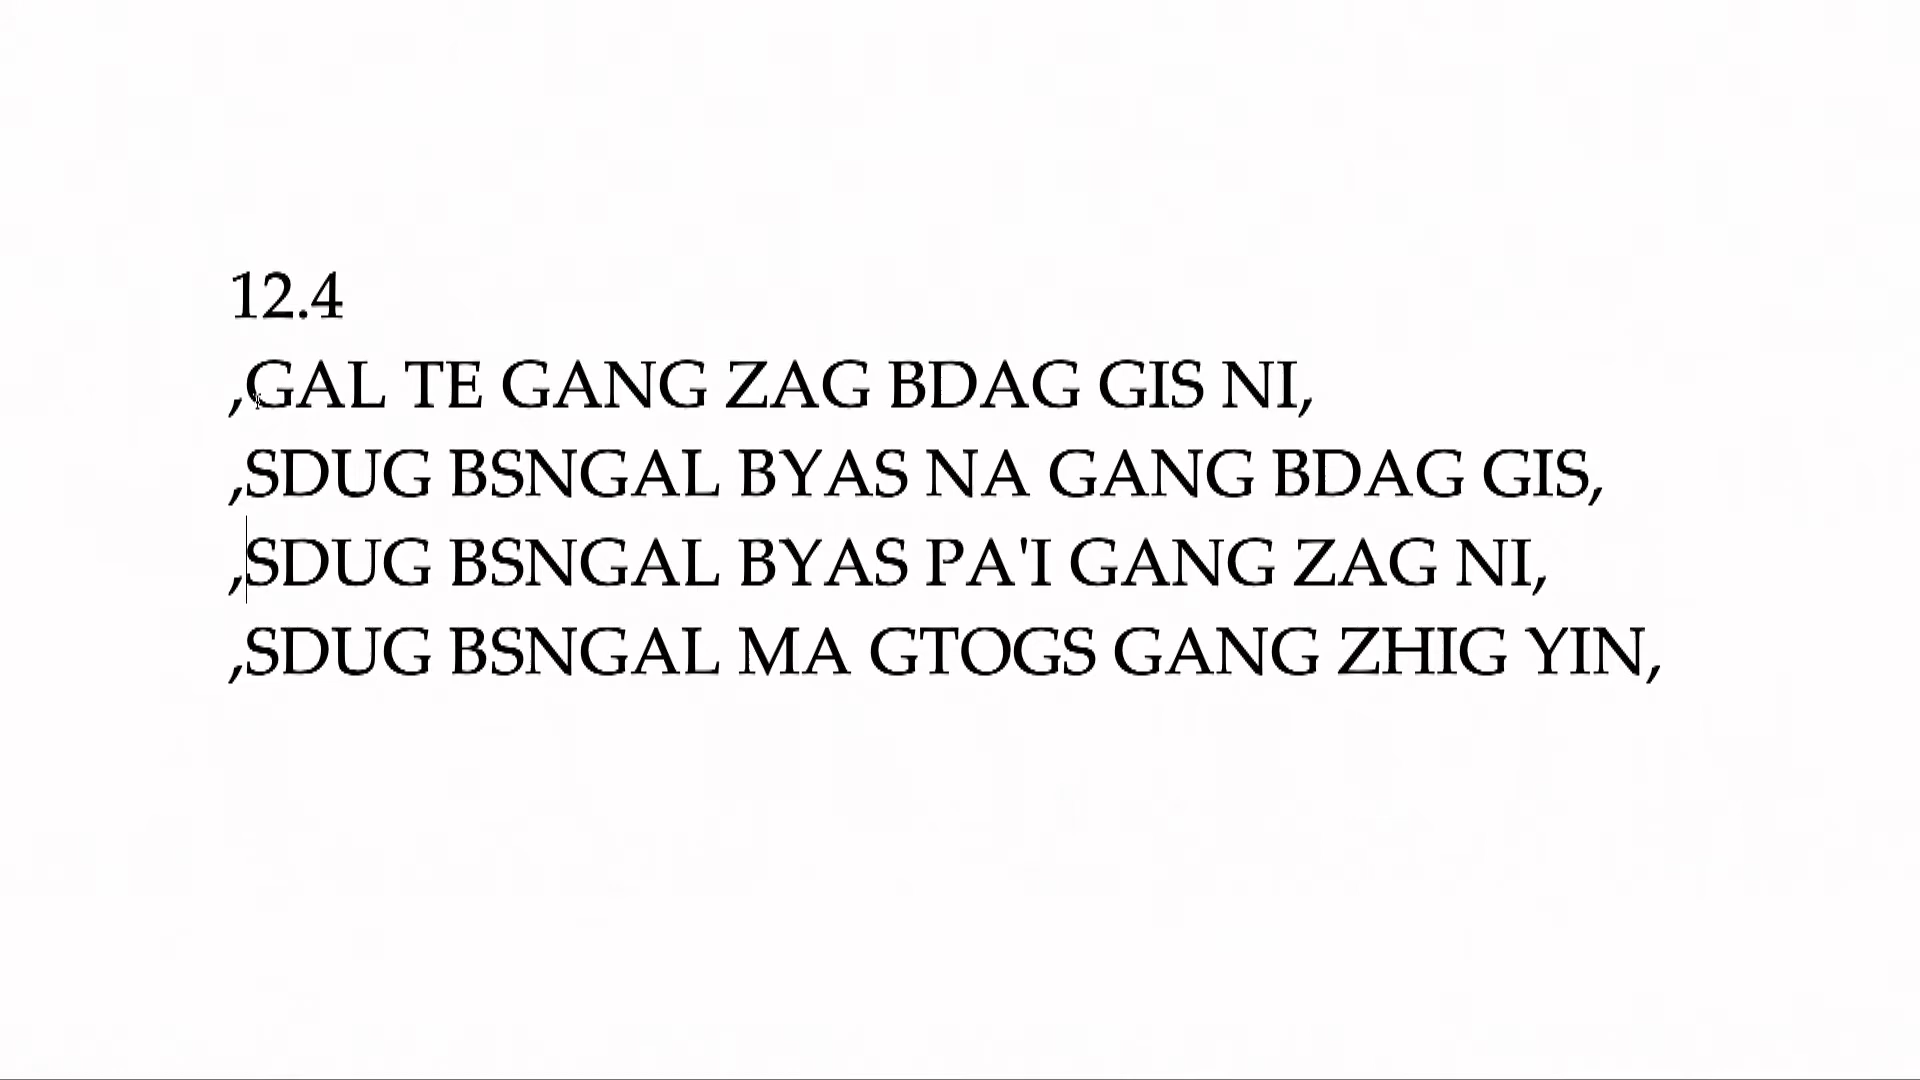 12.4
,GAL TE GANG ZAG BDAG GIS NI,
,SDUG BSNGAL BYAS NA GANG BDAG GIS,
,SDUG BSNGAL BYAS PA'I GANG ZAG NI,
,SDUG BSNGAL MA GTOGS GANG ZHIG YIN,